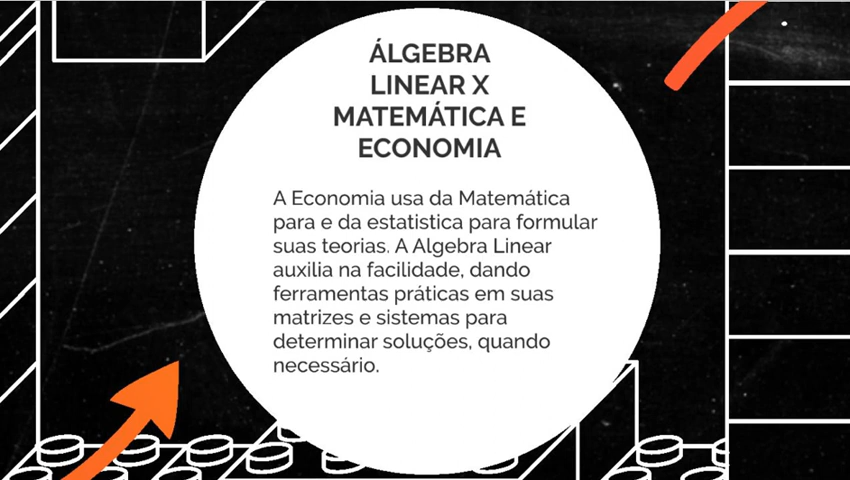 ÁLGEBRA
LINEAR X
MATEMÁTICA E
ECONOMIA
A Economia usa da Matemática
para e da estatistica para formular
suas teorias. A Algebra Linear
auxilia na facilidade, dando
ferramentas práticas em suas
matrizes e sistemas para
determinar soluções, quando
necessário.